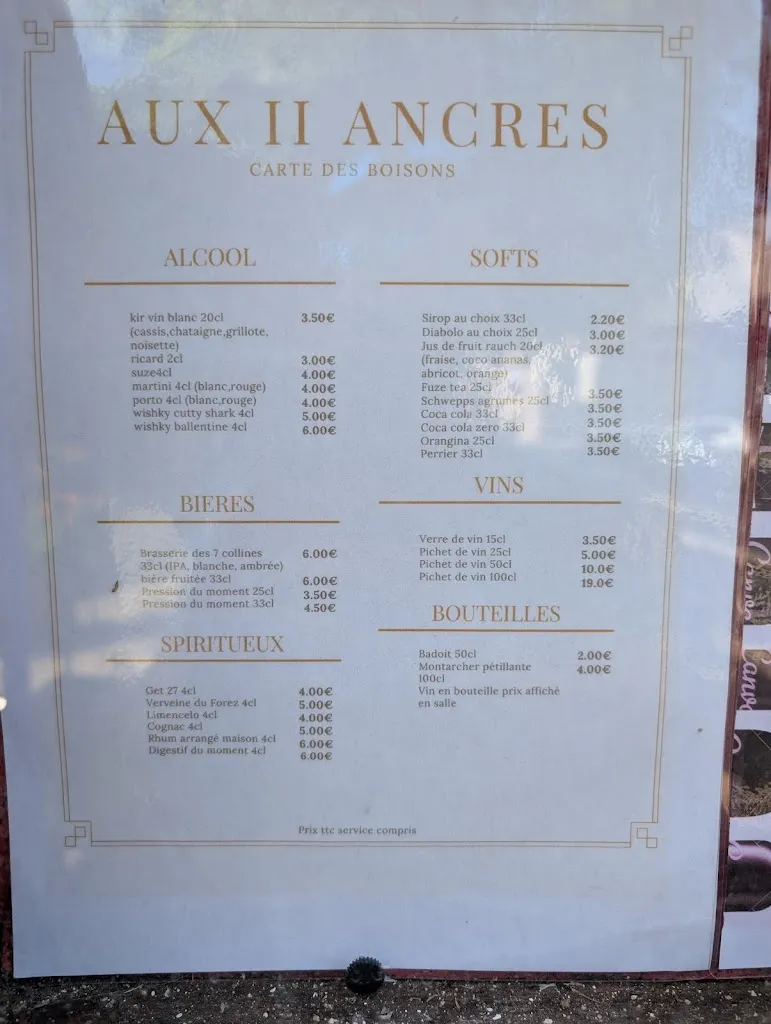 AUX II ANCRES
CARTE DES BOISONS
ALCOOL
kir vin blanc 20cl 3.50€
(cassis,chataigne,grillote,
noisette)
ricard 2cl 3.00€
suze4cl 4.00€
martini 4cl (blanc,rouge) 4.00€
porto 4cl (blanc,rouge) 4.00€
wishky cutty shark 4cl 5.00€
wishky ballentine 4cl 6.00€
BIERES
Brasserie des 7 collines 6.00€
33cl (IPA, blanche, ambrée)
bière fruitée 33cl 6.00€
Pression du moment 25cl 3.50€
Pression du moment 33cl 4.50€
SPIRITUEUX
Get 27 4cl 4.00€
Verveine du Forez 4cl 5.00€
Limencelo 4cl 4.00€
Cognac 4cl 5.00€
Rhum arrangé maison 4cl 6.00€
Digestif du moment 4cl 6.00€
SOFTS
Sirop au choix 33cl 2.20€
Diabolo au choix 25cl 3.00€
Jus de fruit rauch 20cl 3.20€
(fraise, coco ananas,
abricot, orange)
Fuze tea 25cl 3.50€
Schwepps agrumes 25cl 3.50€
Coca cola 33cl 3.50€
Coca cola zero 33cl 3.50€
Orangina 25cl 3.50€
Perrier 33cl
VINS
Verre de vin 15cl 3.50€
Pichet de vin 25cl 5.00€
Pichet de vin 50cl 10.0€
Pichet de vin 100cl 19.0€
BOUTEILLES
Badoit 50cl 2.00€
Montarcher pétillante 4.00€
100cl
Vin en bouteille prix affiché
en salle
Prix ttc service compris